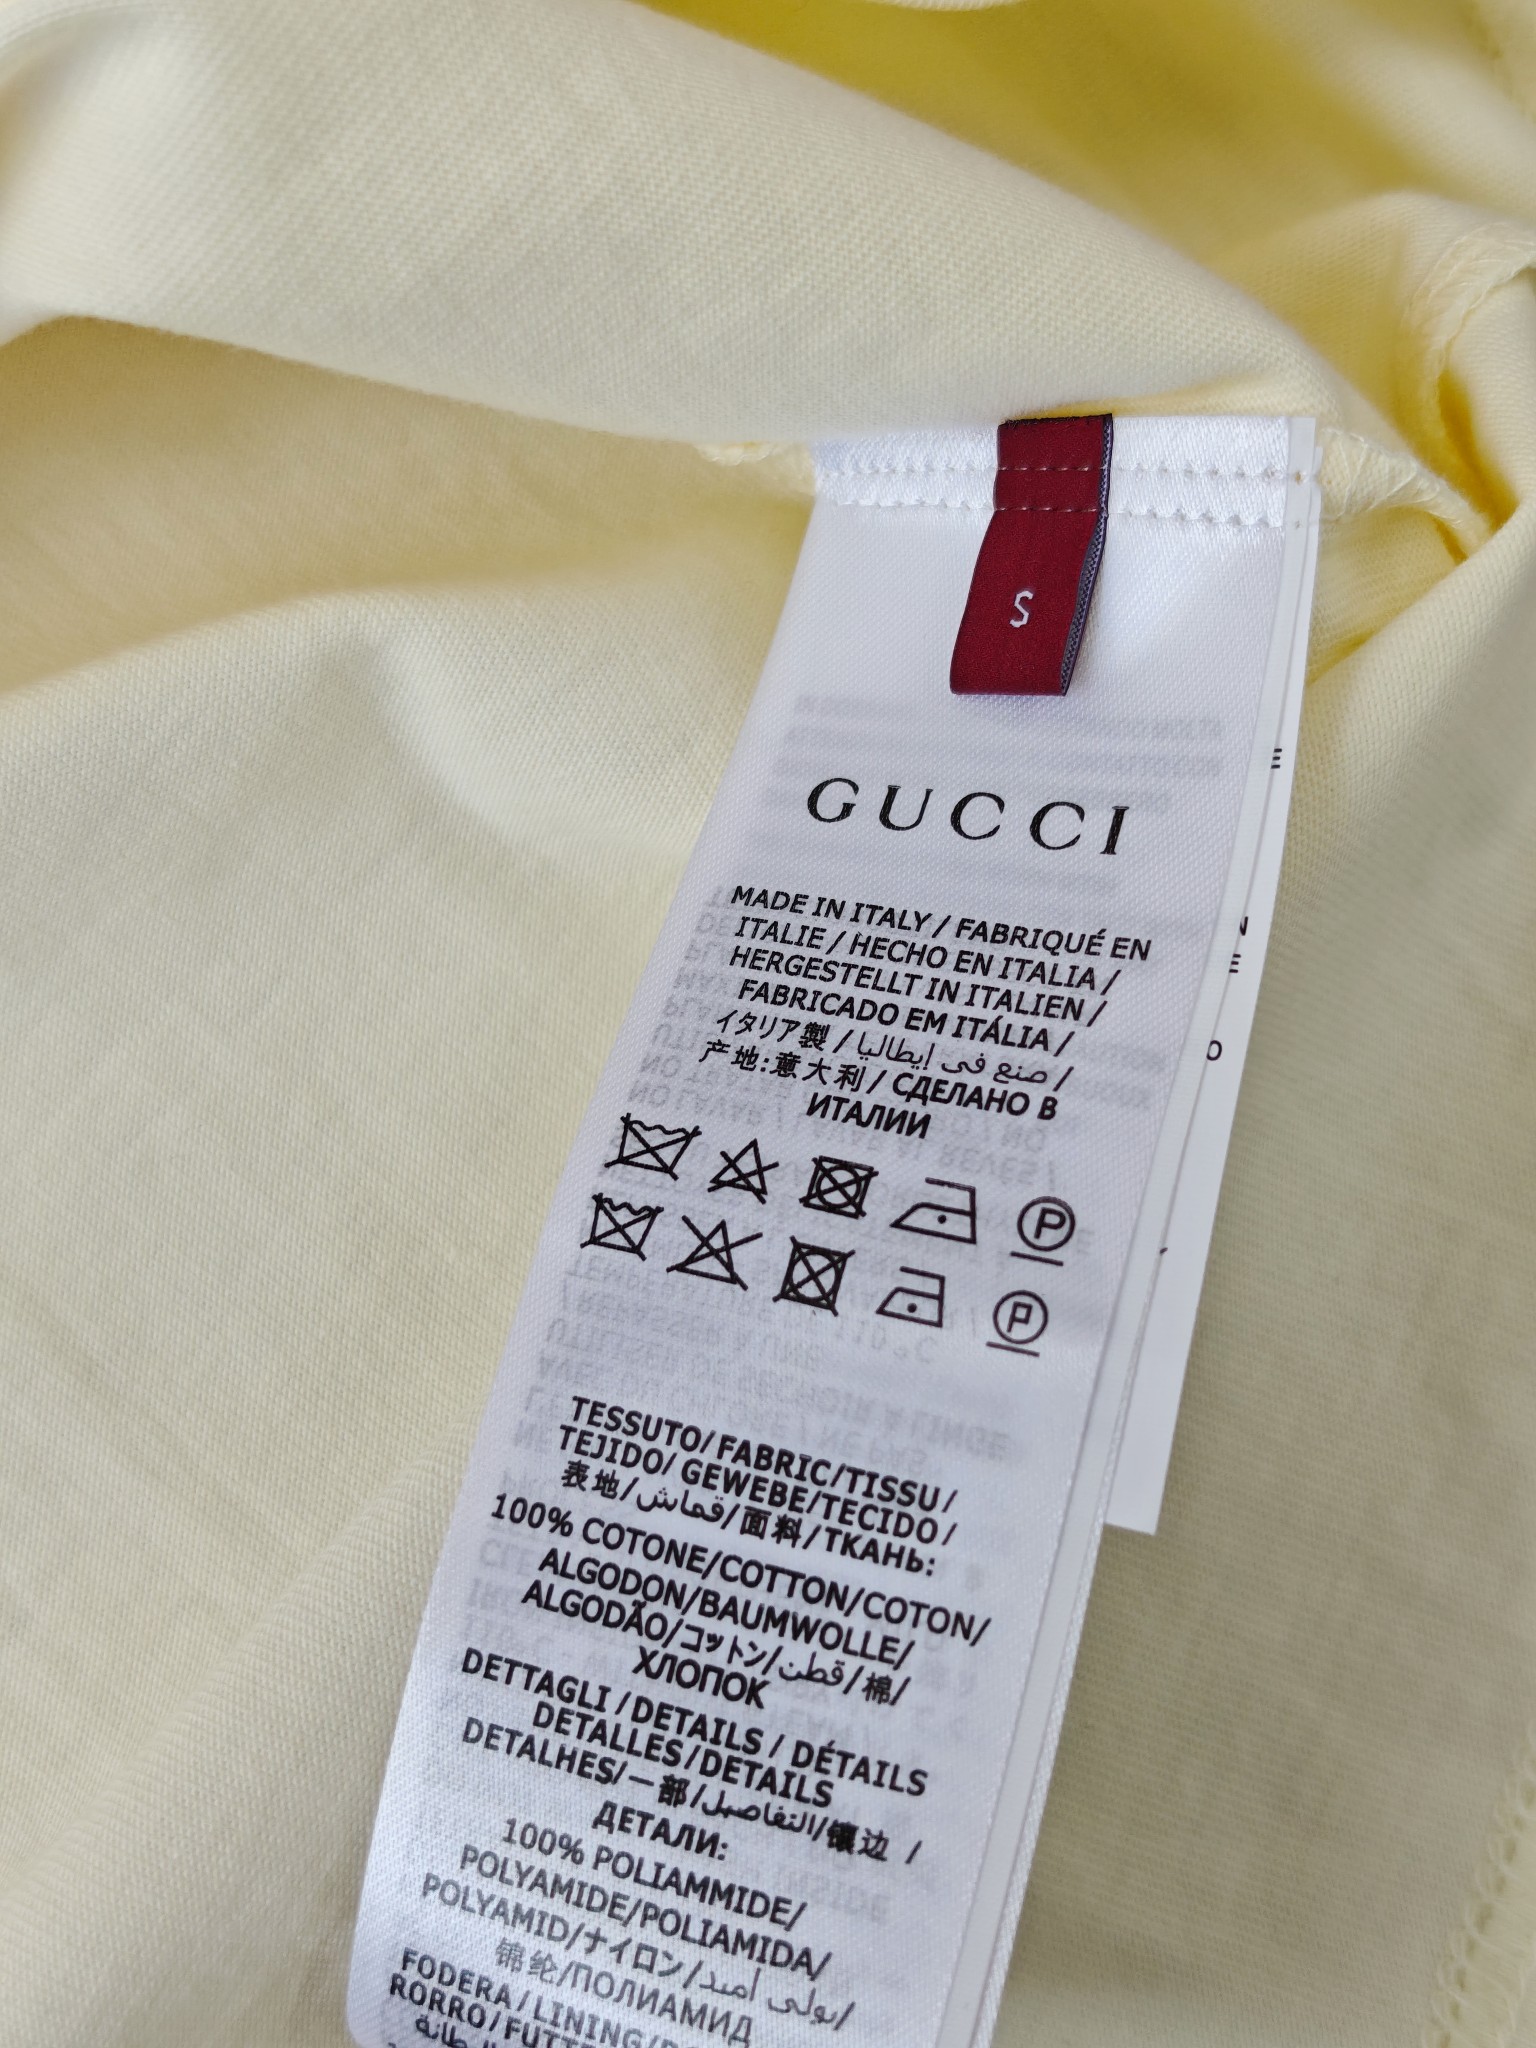 S
GUCCI
MADE IN ITALY / FABRIQUÉ EN
ITALIE / HECHO EN ITALIA /
HERGESTELLT IN ITALIEN /
FABRICADO EM ITÁLIA /
イタリア製 / صنع في إيطاليا /
产地:意大利 / СДЕЛАНО В
ИТАЛИИ
P
P
TESSUTO/FABRIC/TISSU/
TEJIDO/ GEWEBE/TECIDO/
表地/قماش/面料/ТКАНЬ:
100% COTONE/COTTON/COTON/
ALGODON/BAUMWOLLE/
ALGODÃO/コットン/قطن/棉/
ХЛОПОК
DETTAGLI /DETAILS / DÉTAILS
DETALLES/DETAILS
DETALHES/一部/التفاصيل/镶边 /
ДЕТАЛИ:
100% POLIAMMIDE/
POLYAMIDE/POLIAMIDA/
POLYAMID/ナイロン/بولي أميد/
锦纶/ПОЛИАМИД
FODERA/LINING/
RORRO/